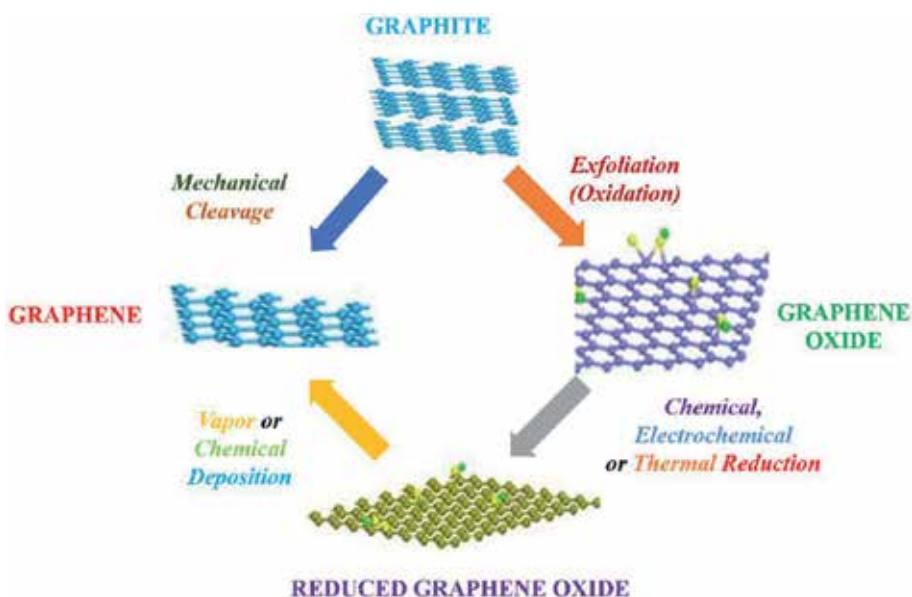 GRAPHITE
Mechanical
Cleavage
Exfoliation
(Oxidation)
GRAPHENE
GRAPHENE
OXIDE
Vapor or
Chemical
Deposition
Chemical,
Electrochemical
or Thermal Reduction
REDUCED GRAPHENE OXIDE